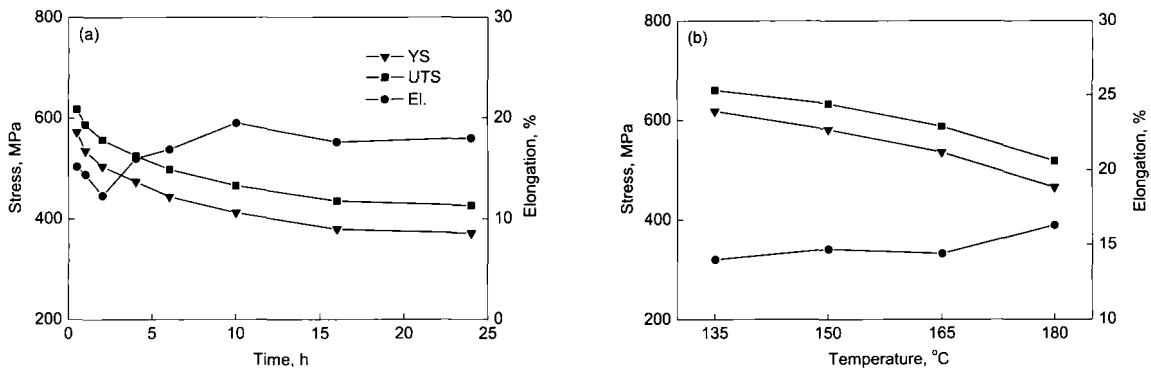 (a)
YS
UTS
El.
800
600
400
200
Stress, MPa
30
20
10
0
Elongation, %
0 5 10 15 20 25
Time, h
(b)
800
600
400
200
Stress, MPa
30
25
20
15
10
Elongation, %
135 150 165 180
Temperature, °C